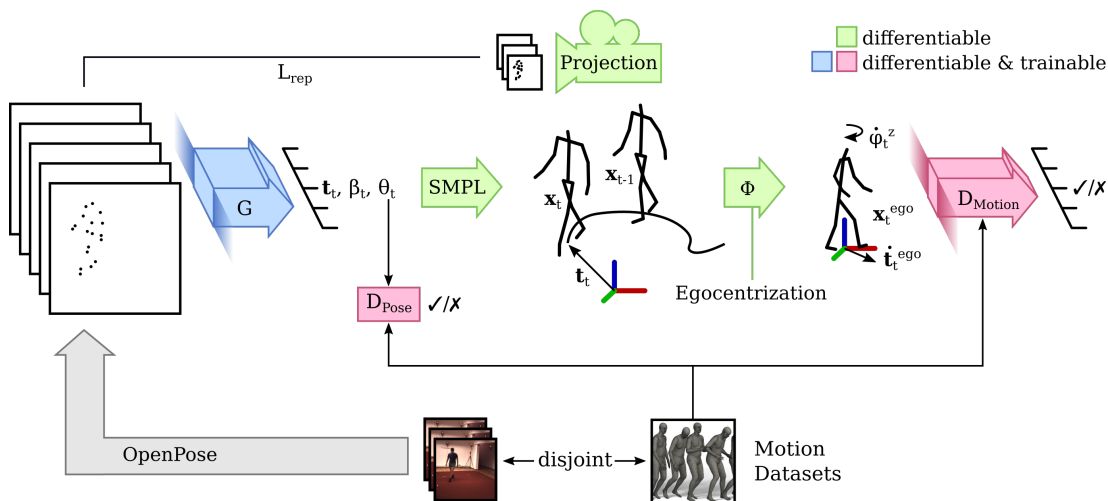 differentiable
differentiable & trainable
Projection
L_rep
G
t_t, β_t, θ_t
SMPL
x_t
x_t-1
t_t
Φ
Egocentrization
φ̇_t^z
x_t^ego
ṫ_t^ego
D_Motion
✓/✗
D_Pose ✓/✗
OpenPose
disjoint
Motion
Datasets